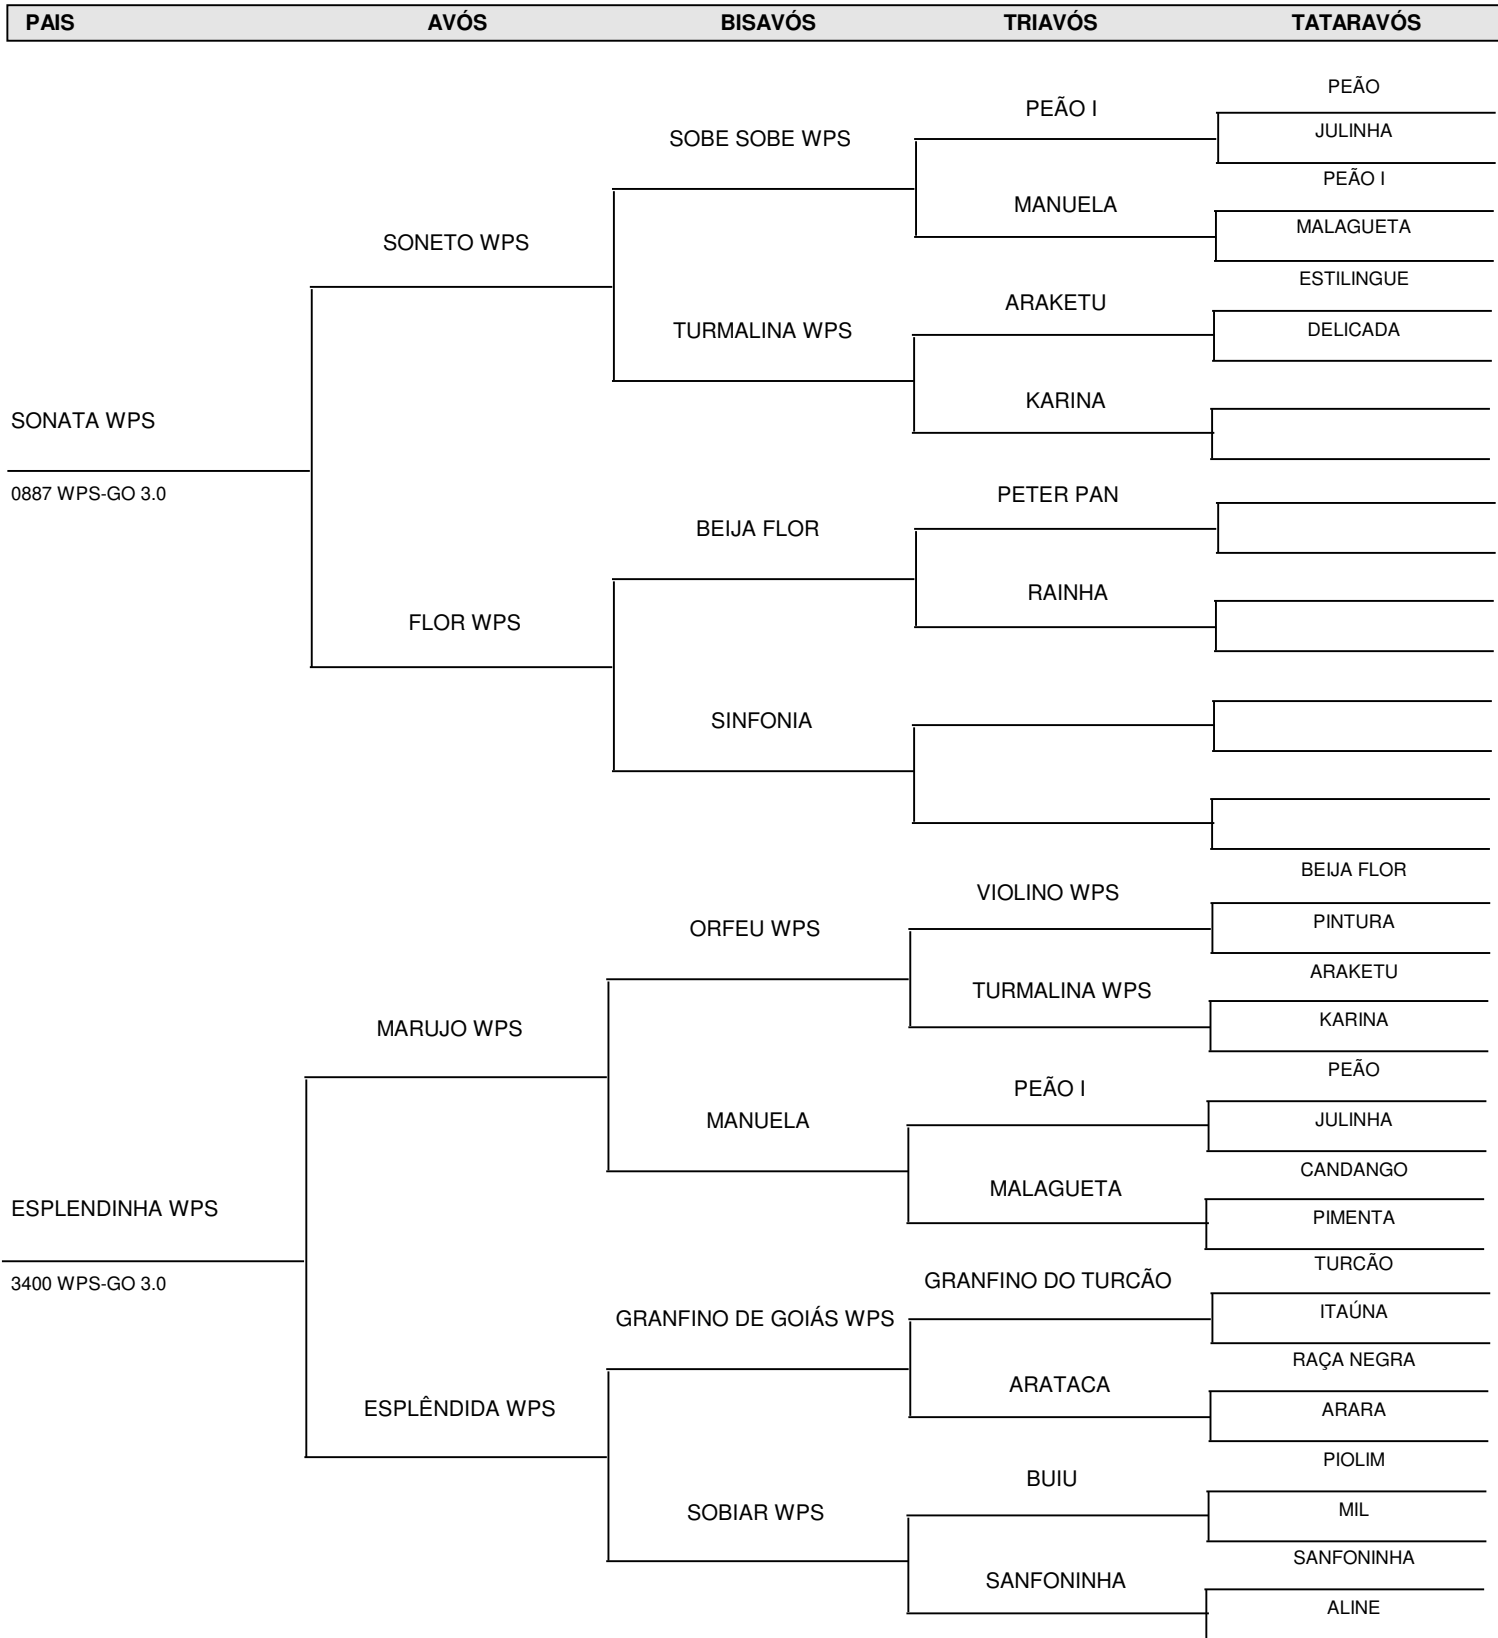 PAIS AVÓS BISAVÓS TRIAVÓS TATARAVÓS
PEÃO
PEÃO I
JULINHA
SOBE SOBE WPS
PEÃO I
MANUELA
MALAGUETA
SONETO WPS
ESTILINGUE
ARAKETU
TURMALINA WPS
DELICADA
KARINA
SONATA WPS
0887 WPS-GO 3.0
PETER PAN
BEIJA FLOR
RAINHA
FLOR WPS
SINFONIA
BEIJA FLOR
VIOLINO WPS
PINTURA
ORFEU WPS
ARAKETU
TURMALINA WPS
KARINA
MARUJO WPS
PEÃO
PEÃO I
JULINHA
MANUELA
CANDANGO
MALAGUETA
PIMENTA
ESPLENDINHA WPS
TURCÃO
3400 WPS-GO 3.0
GRANFINO DO TURCÃO
ITAÚNA
GRANFINO DE GOIÁS WPS
RAÇA NEGRA
ARATACA
ARARA
ESPLÊNDIDA WPS
PIOLIM
BUIU
MIL
SOBIAR WPS
SANFONINHA
SANFONINHA
ALINE